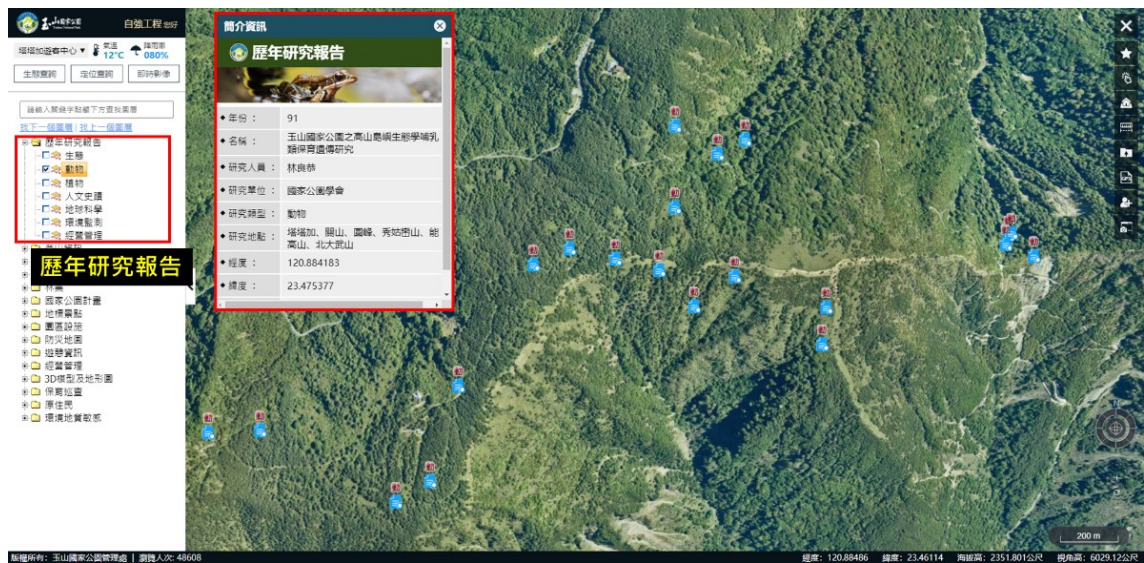 玉山國家公園
自強工程 您好
塔塔加遊客中心
氣溫
12°C
降雨率
080%
生態查詢
定位查詢
即時影像
請輸入關鍵字點選下方查找圖層
找下一個圖層 | 找上一個圖層
歷年研究報告
生態
動物
植物
人文史蹟
地球科學
環境監測
經營管理
歷年研究報告
林業
國家公園計畫
地標景點
園區設施
防災地圖
遊憩資訊
經營管理
3D模型及地形圖
保育巡查
原住民
環境地質敏感
簡介資訊
歷年研究報告
年份： 91
名稱： 玉山國家公園之高山島嶼生態學哺乳
類保育遺傳研究
研究人員： 林良恭
研究單位： 國家公園學會
研究類型： 動物
研究地點： 塔塔加、關山、圓峰、秀姑密山、能
高山、北大武山
經度： 120.884183
緯度： 23.475377
200 m
版權所有：玉山國家公園管理處 | 瀏覽人次: 48608
經度：120.88486 緯度：23.46114 海拔高：2351.801公尺 視角高：6029.12公尺